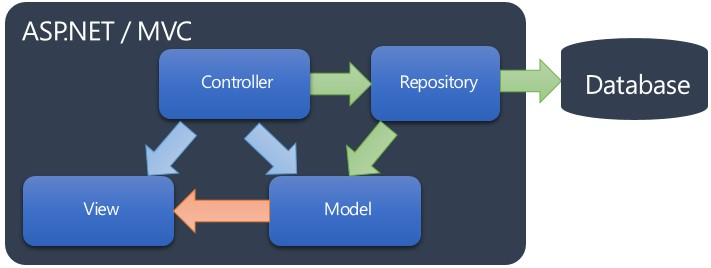 ASP.NET / MVC
Controller
Repository
Database
View
Model